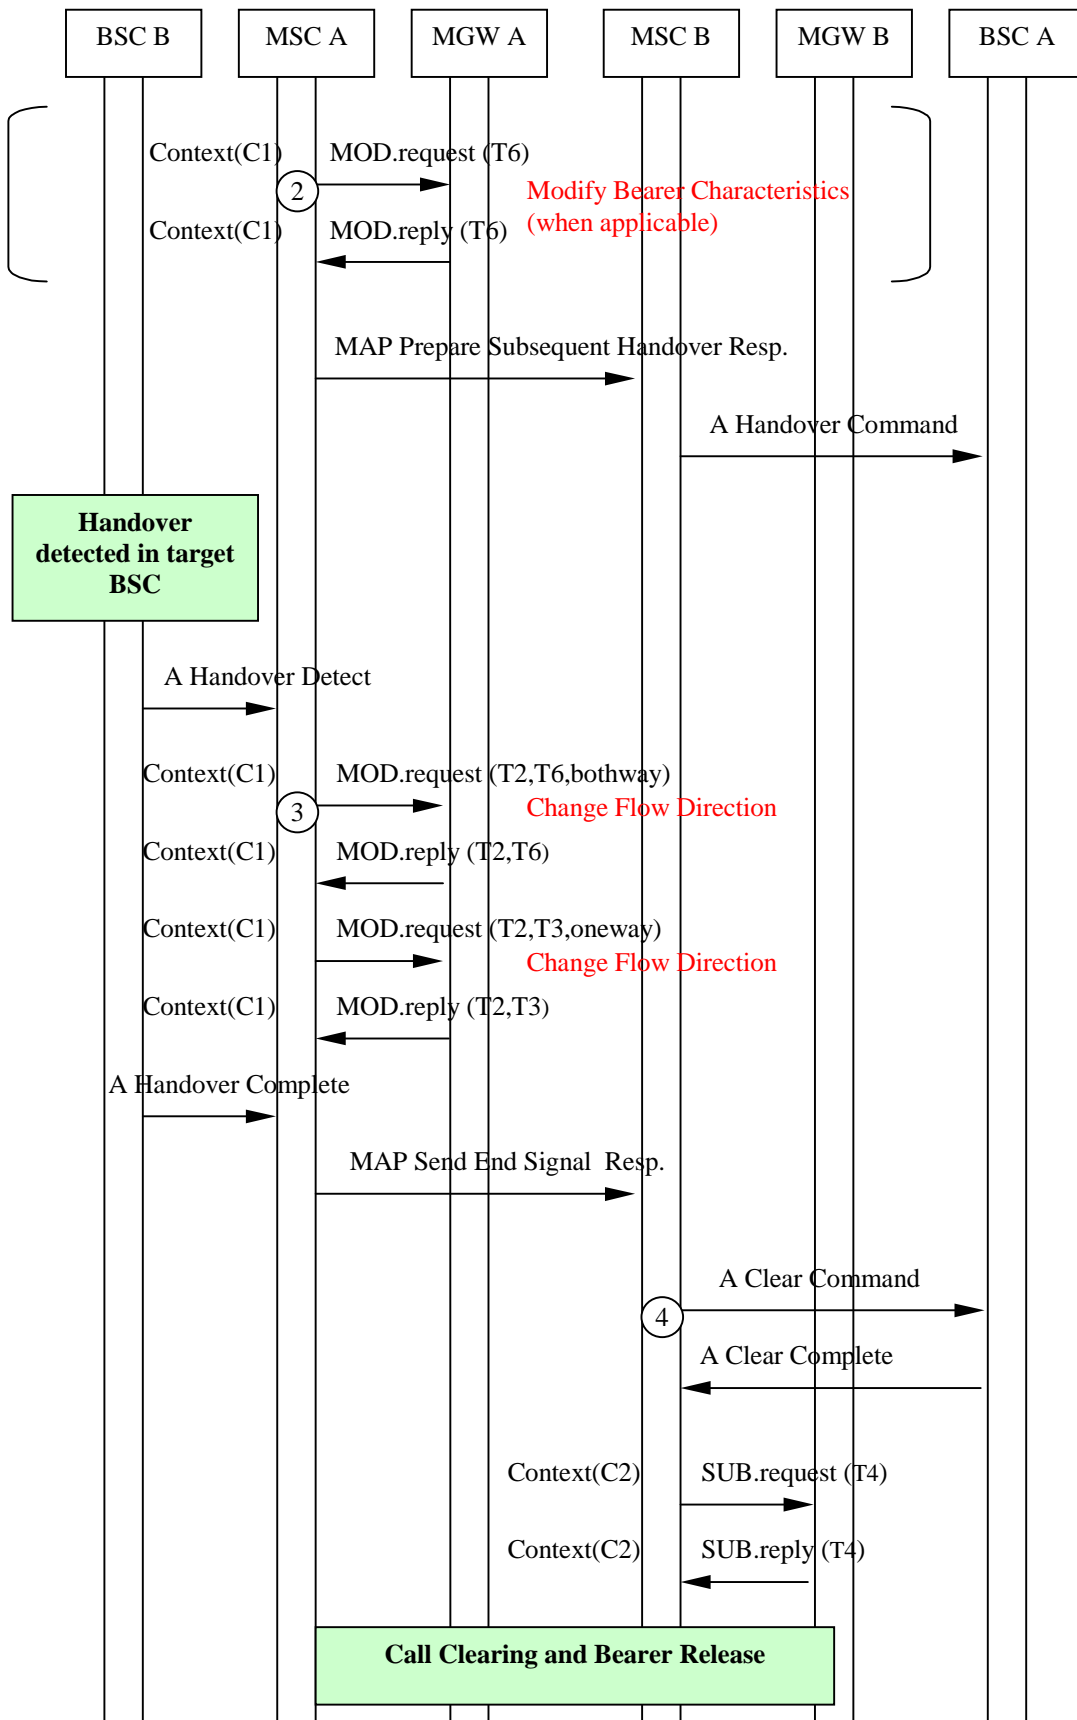 BSC B
MSC A
MGW A
MSC B
MGW B
BSC A
Context(C1)
MOD.request (T6)
2
Modify Bearer Characteristics
(when applicable)
Context(C1)
MOD.reply (T6)
MAP Prepare Subsequent Handover Resp.
A Handover Command
Handover
detected in target
BSC
A Handover Detect
Context(C1)
MOD.request (T2,T6,bothway)
3
Change Flow Direction
Context(C1)
MOD.reply (T2,T6)
Context(C1)
MOD.request (T2,T3,oneway)
Change Flow Direction
Context(C1)
MOD.reply (T2,T3)
A Handover Complete
MAP Send End Signal  Resp.
A Clear Command
4
A Clear Complete
Context(C2)
SUB.request (T4)
Context(C2)
SUB.reply (T4)
Call Clearing and Bearer Release